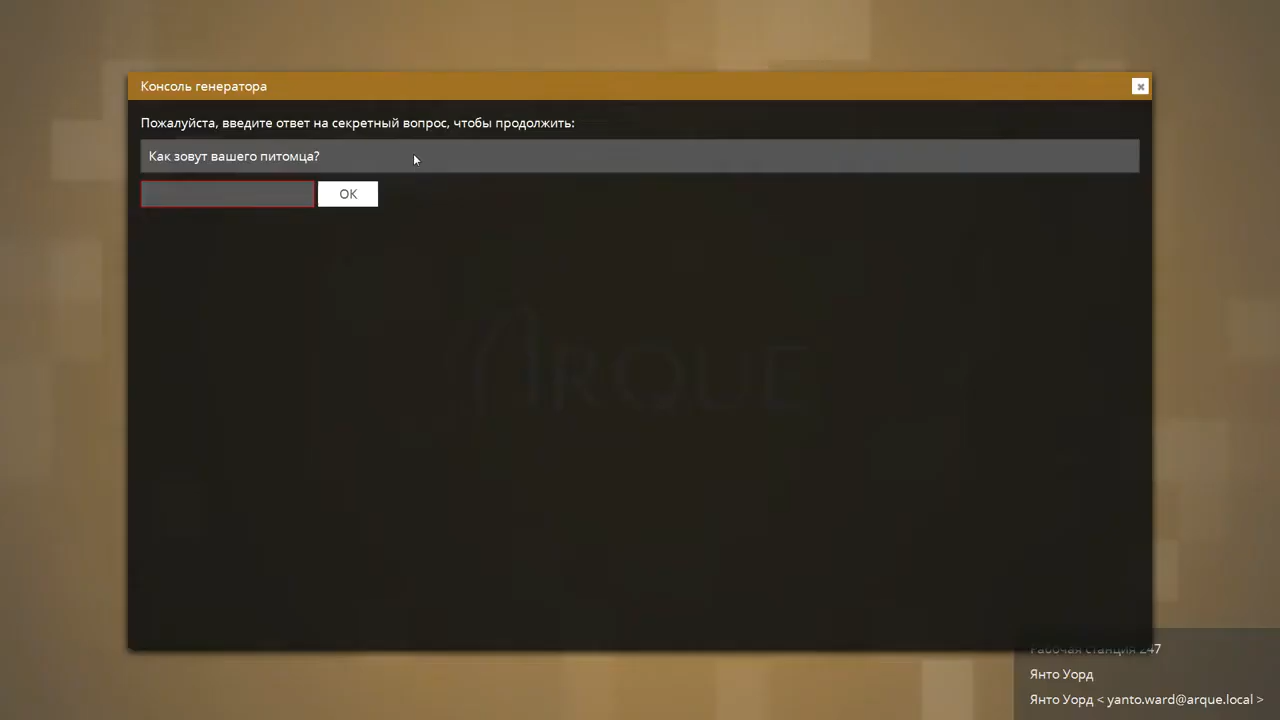 Консоль генератора
Пожалуйста, введите ответ на секретный вопрос, чтобы продолжить:
Как зовут вашего питомца?
ОК
ARQUE
Рабочая станция 247
Янто Уорд
Янто Уорд < yanto.ward@arque.local >